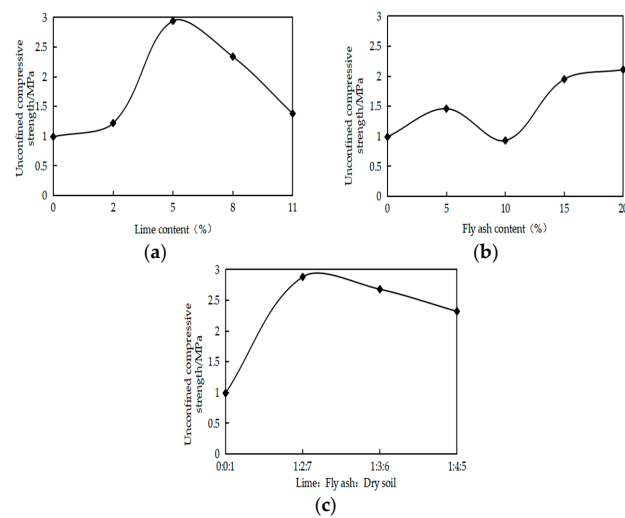 3
2.5
2
1.5
1
0.5
0
Unconfined compressive
strength/MPa
0
2
5
8
11
Lime content（%）
(a)
3
2.5
2
1.5
1
0.5
0
Unconfined compressive
strength/MPa
0
5
10
15
20
Fly ash content（%）
(b)
3
2.5
2
1.5
1
0.5
0
Unconfined compressive
strength/MPa
0:0:1
1:2:7
1:3:6
1:4:5
Lime：Fly ash：Dry soil
(c)